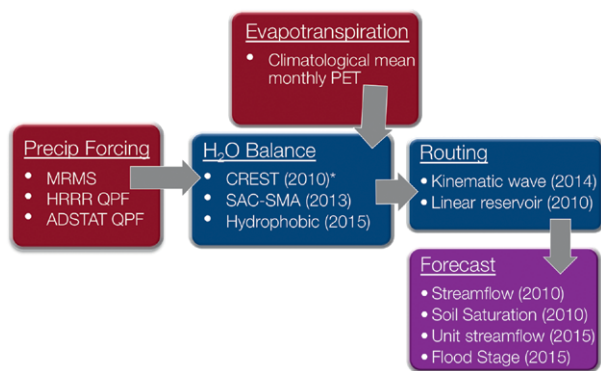 Evapotranspiration
• Climatological mean
monthly PET
Precip Forcing
• MRMS
• HRRR QPF
• ADSTAT QPF
H₂O Balance
• CREST (2010)*
• SAC-SMA (2013)
• Hydrophobic (2015)
Routing
• Kinematic wave (2014)
• Linear reservoir (2010)
Forecast
• Streamflow (2010)
• Soil Saturation (2010)
• Unit streamflow (2015)
• Flood Stage (2015)